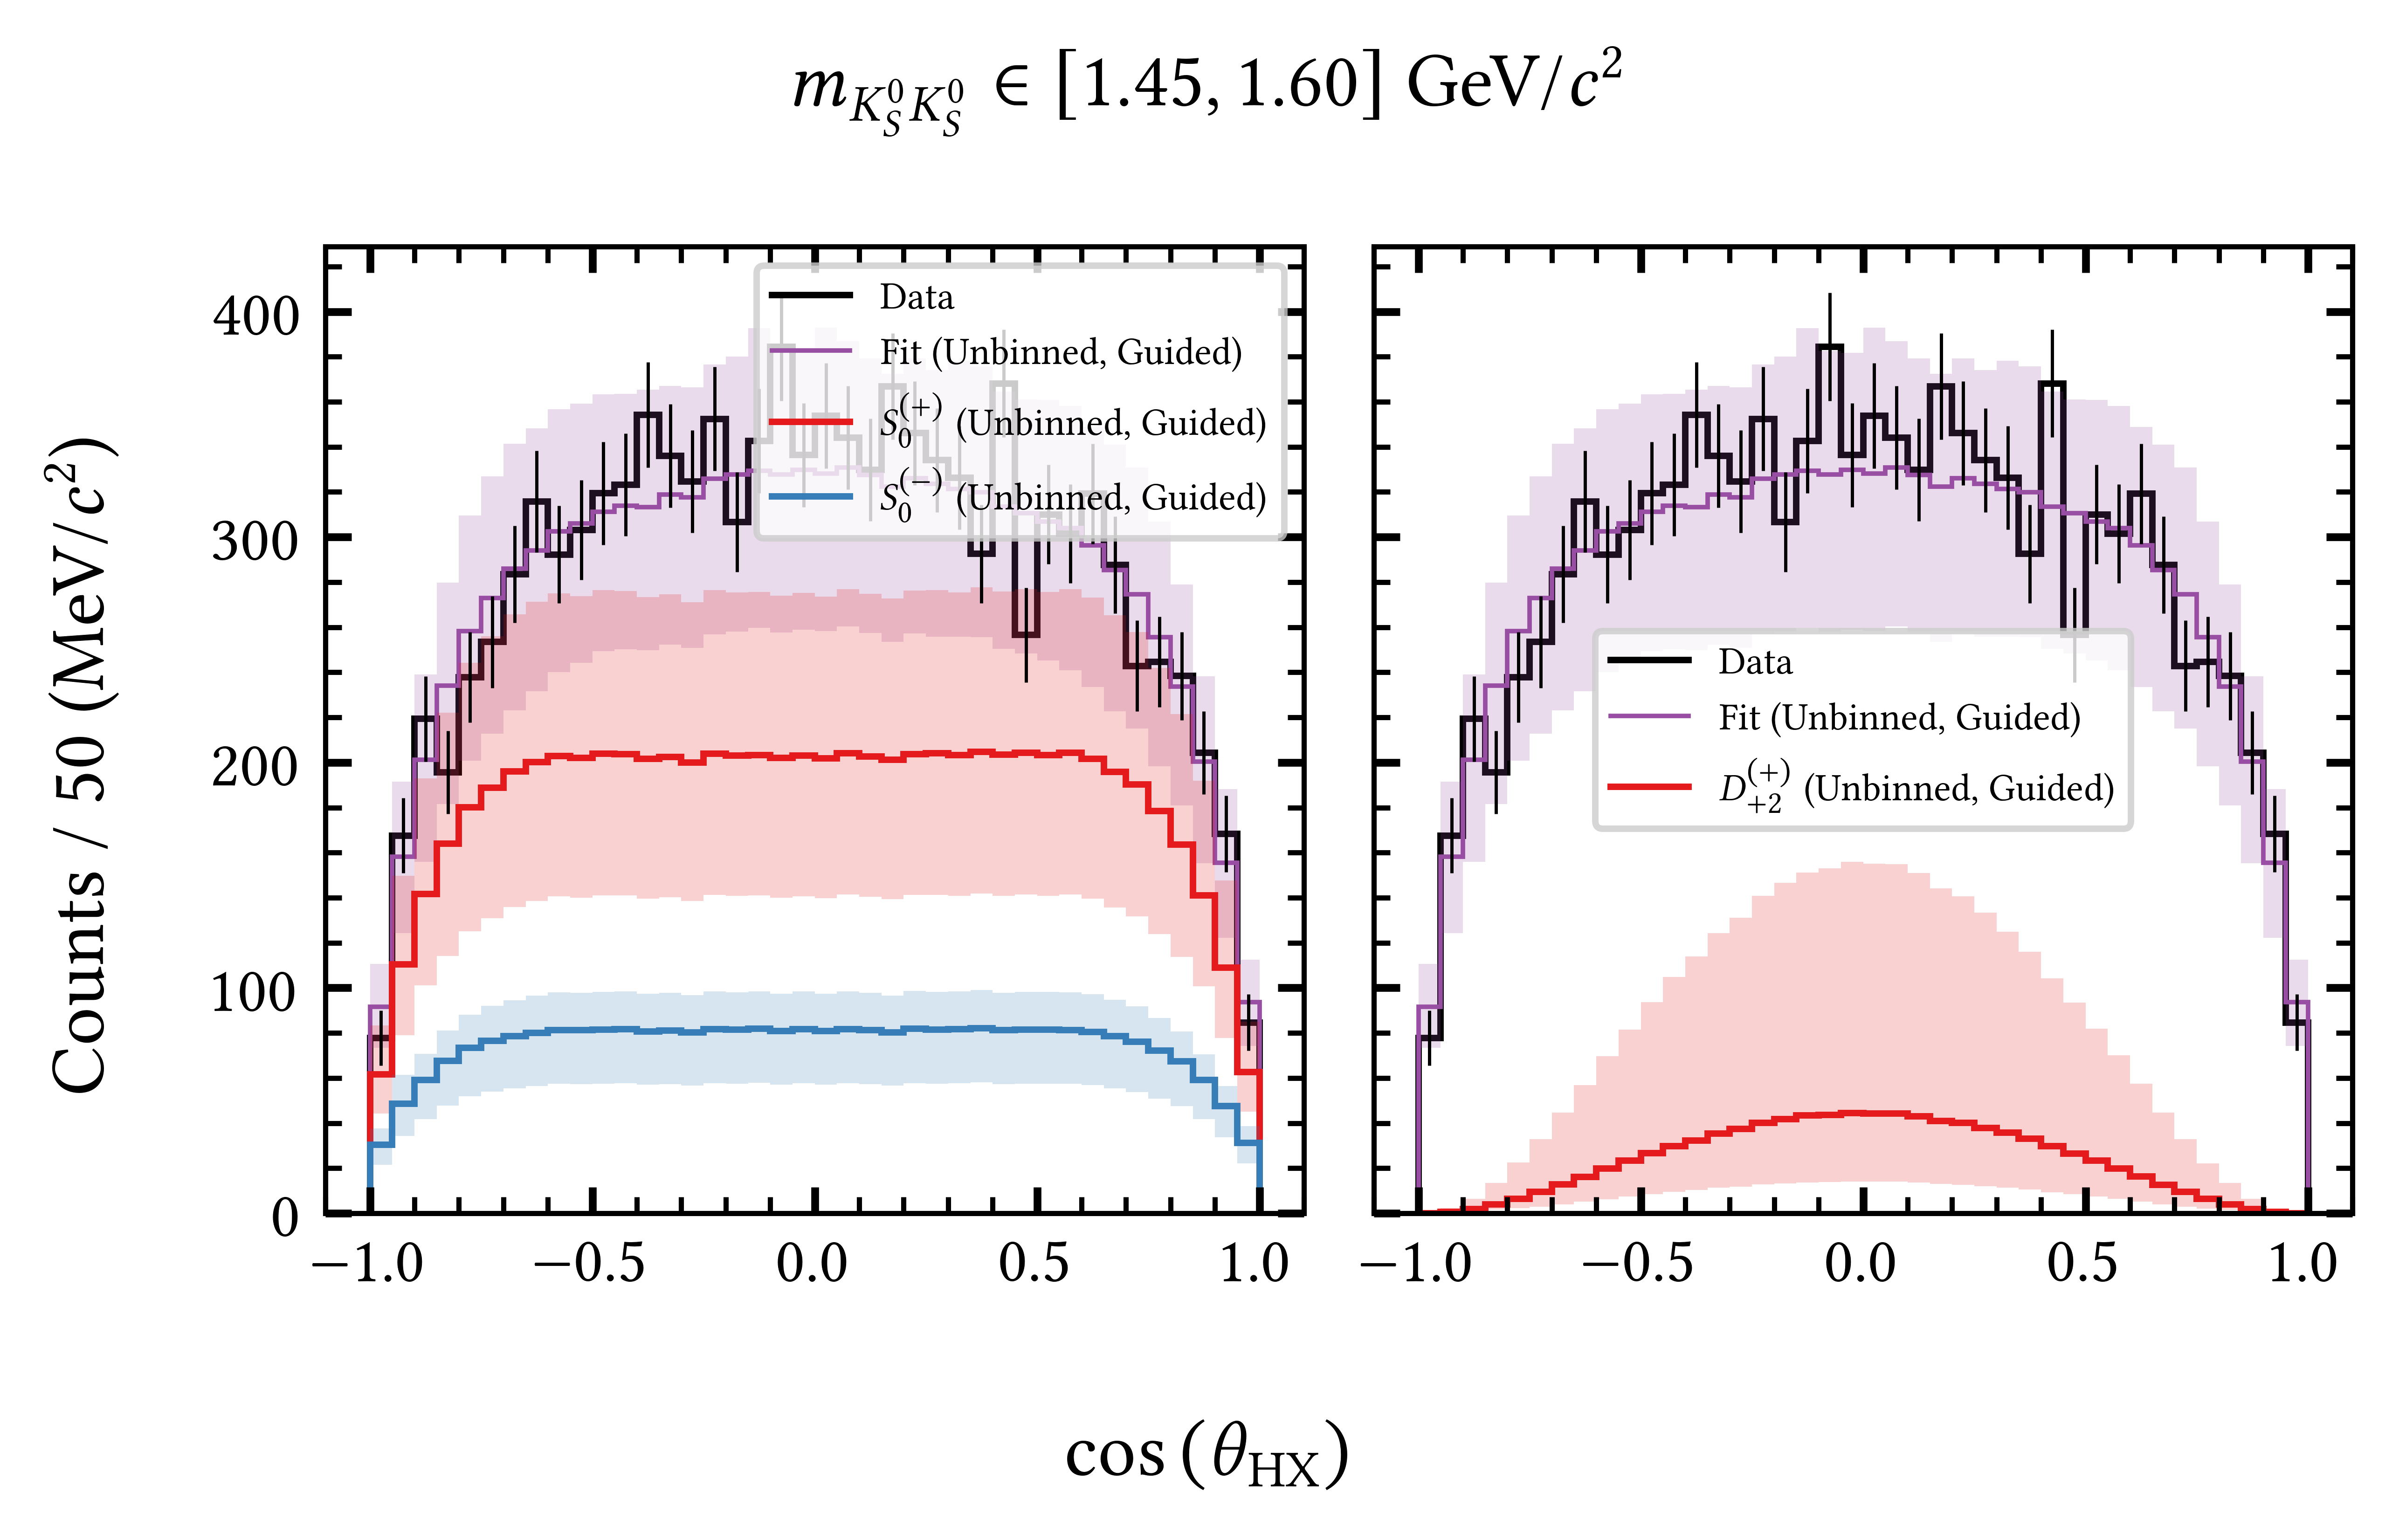 m_{K_S^0 K_S^0} ∈ [1.45, 1.60] GeV/c²
Counts / 50 (MeV/c²)
400
300
200
100
0
Data
Fit (Unbinned, Guided)
S_0^{(+)} (Unbinned, Guided)
S_0^{(−)} (Unbinned, Guided)
Data
Fit (Unbinned, Guided)
D_{+2}^{(+)} (Unbinned, Guided)
−1.0 −0.5 0.0 0.5 1.0
−1.0 −0.5 0.0 0.5 1.0
cos (θ_{HX})